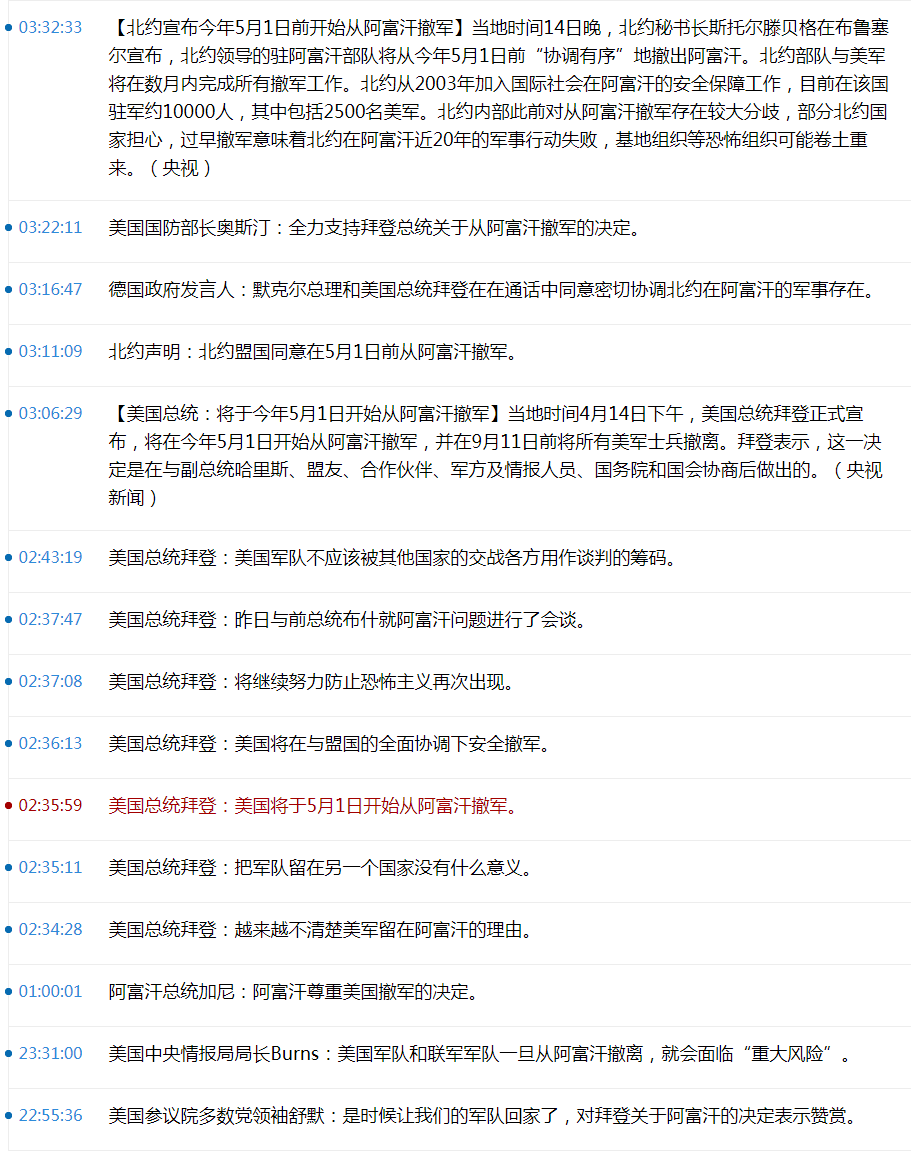 03:32:33 【北约宣布今年5月1日前开始从阿富汗撤军】当地时间14日晚，北约秘书长斯托尔滕贝格在布鲁塞
尔宣布，北约领导的驻阿富汗部队将从今年5月1日前“协调有序”地撤出阿富汗。北约部队与美军
将在数月内完成所有撤军工作。北约从2003年加入国际社会在阿富汗的安全保障工作，目前在该国
驻军约10000人，其中包括2500名美军。北约内部此前对从阿富汗撤军存在较大分歧，部分北约国
家担心，过早撤军意味着北约在阿富汗近20年的军事行动失败，基地组织等恐怖组织可能卷土重
来。（央视）
03:22:11 美国国防部长奥斯汀：全力支持拜登总统关于从阿富汗撤军的决定。
03:16:47 德国政府发言人：默克尔总理和美国总统拜登在在通话中同意密切协调北约在阿富汗的军事存在。
03:11:09 北约声明：北约盟国同意在5月1日前从阿富汗撤军。
03:06:29 【美国总统：将于今年5月1日开始从阿富汗撤军】当地时间4月14日下午，美国总统拜登正式宣
布，将在今年5月1日开始从阿富汗撤军，并在9月11日前将所有美军士兵撤离。拜登表示，这一决
定是在与副总统哈里斯、盟友、合作伙伴、军方及情报人员、国务院和国会协商后做出的。（央视
新闻）
02:43:19 美国总统拜登：美国军队不应该被其他国家的交战各方用作谈判的筹码。
02:37:47 美国总统拜登：昨日与前总统布什就阿富汗问题进行了会谈。
02:37:08 美国总统拜登：将继续努力防止恐怖主义再次出现。
02:36:13 美国总统拜登：美国将在与盟国的全面协调下安全撤军。
02:35:59 美国总统拜登：美国将于5月1日开始从阿富汗撤军。
02:35:11 美国总统拜登：把军队留在另一个国家没有什么意义。
02:34:28 美国总统拜登：越来越不清楚美军留在阿富汗的理由。
01:00:01 阿富汗总统加尼：阿富汗尊重美国撤军的决定。
23:31:00 美国中央情报局局长Burns：美国军队和联军军队一旦从阿富汗撤离，就会面临“重大风险”。
22:55:36 美国参议院多数党领袖舒默：是时候让我们的军队回家了，对拜登关于阿富汗的决定表示赞赏。